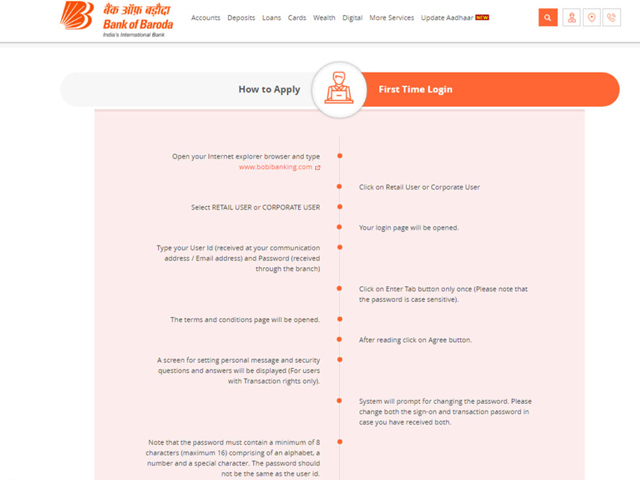 बैंक ऑफ़ बड़ौदा
Bank of Baroda
India's International Bank
Accounts Deposits Loans Cards Wealth Digital More Services Update Aadhaar NEW
How to Apply
First Time Login
Open your Internet explorer browser and type
www.bobibanking.com
Click on Retail User or Corporate User
Select RETAIL USER or CORPORATE USER
Your login page will be opened.
Type your User Id (received at your communication
address / Email address) and Password (received
through the branch)
Click on Enter Tab button only once (Please note that
the password is case sensitive).
The terms and conditions page will be opened.
After reading click on Agree button.
A screen for setting personal message and security
questions and answers will be displayed (For users
with Transaction rights only).
System will prompt for changing the password. Please
change both the sign-on and transaction password in
case you have received both.
Note that the password must contain a minimum of 8
characters (maximum 16) comprising of an alphabet, a
number and a special character. The password should
not be the same as the user id.